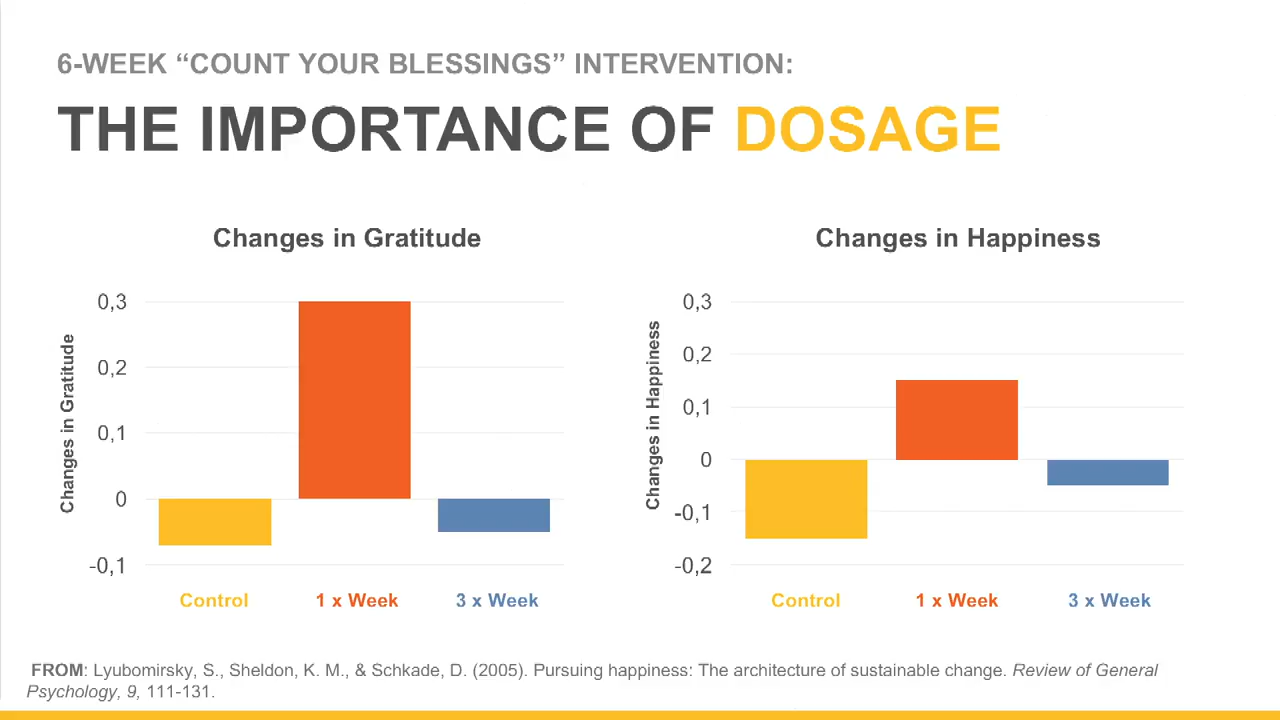 6-WEEK “COUNT YOUR BLESSINGS” INTERVENTION:
THE IMPORTANCE OF DOSAGE
Changes in Gratitude
Changes in Gratitude
0,3
0,2
0,1
0
-0,1
Control
1 x Week
3 x Week
Changes in Happiness
Changes in Happiness
0,3
0,2
0,1
0
-0,1
-0,2
Control
1 x Week
3 x Week
FROM: Lyubomirsky, S., Sheldon, K. M., & Schkade, D. (2005). Pursuing happiness: The architecture of sustainable change. Review of General
Psychology, 9, 111-131.